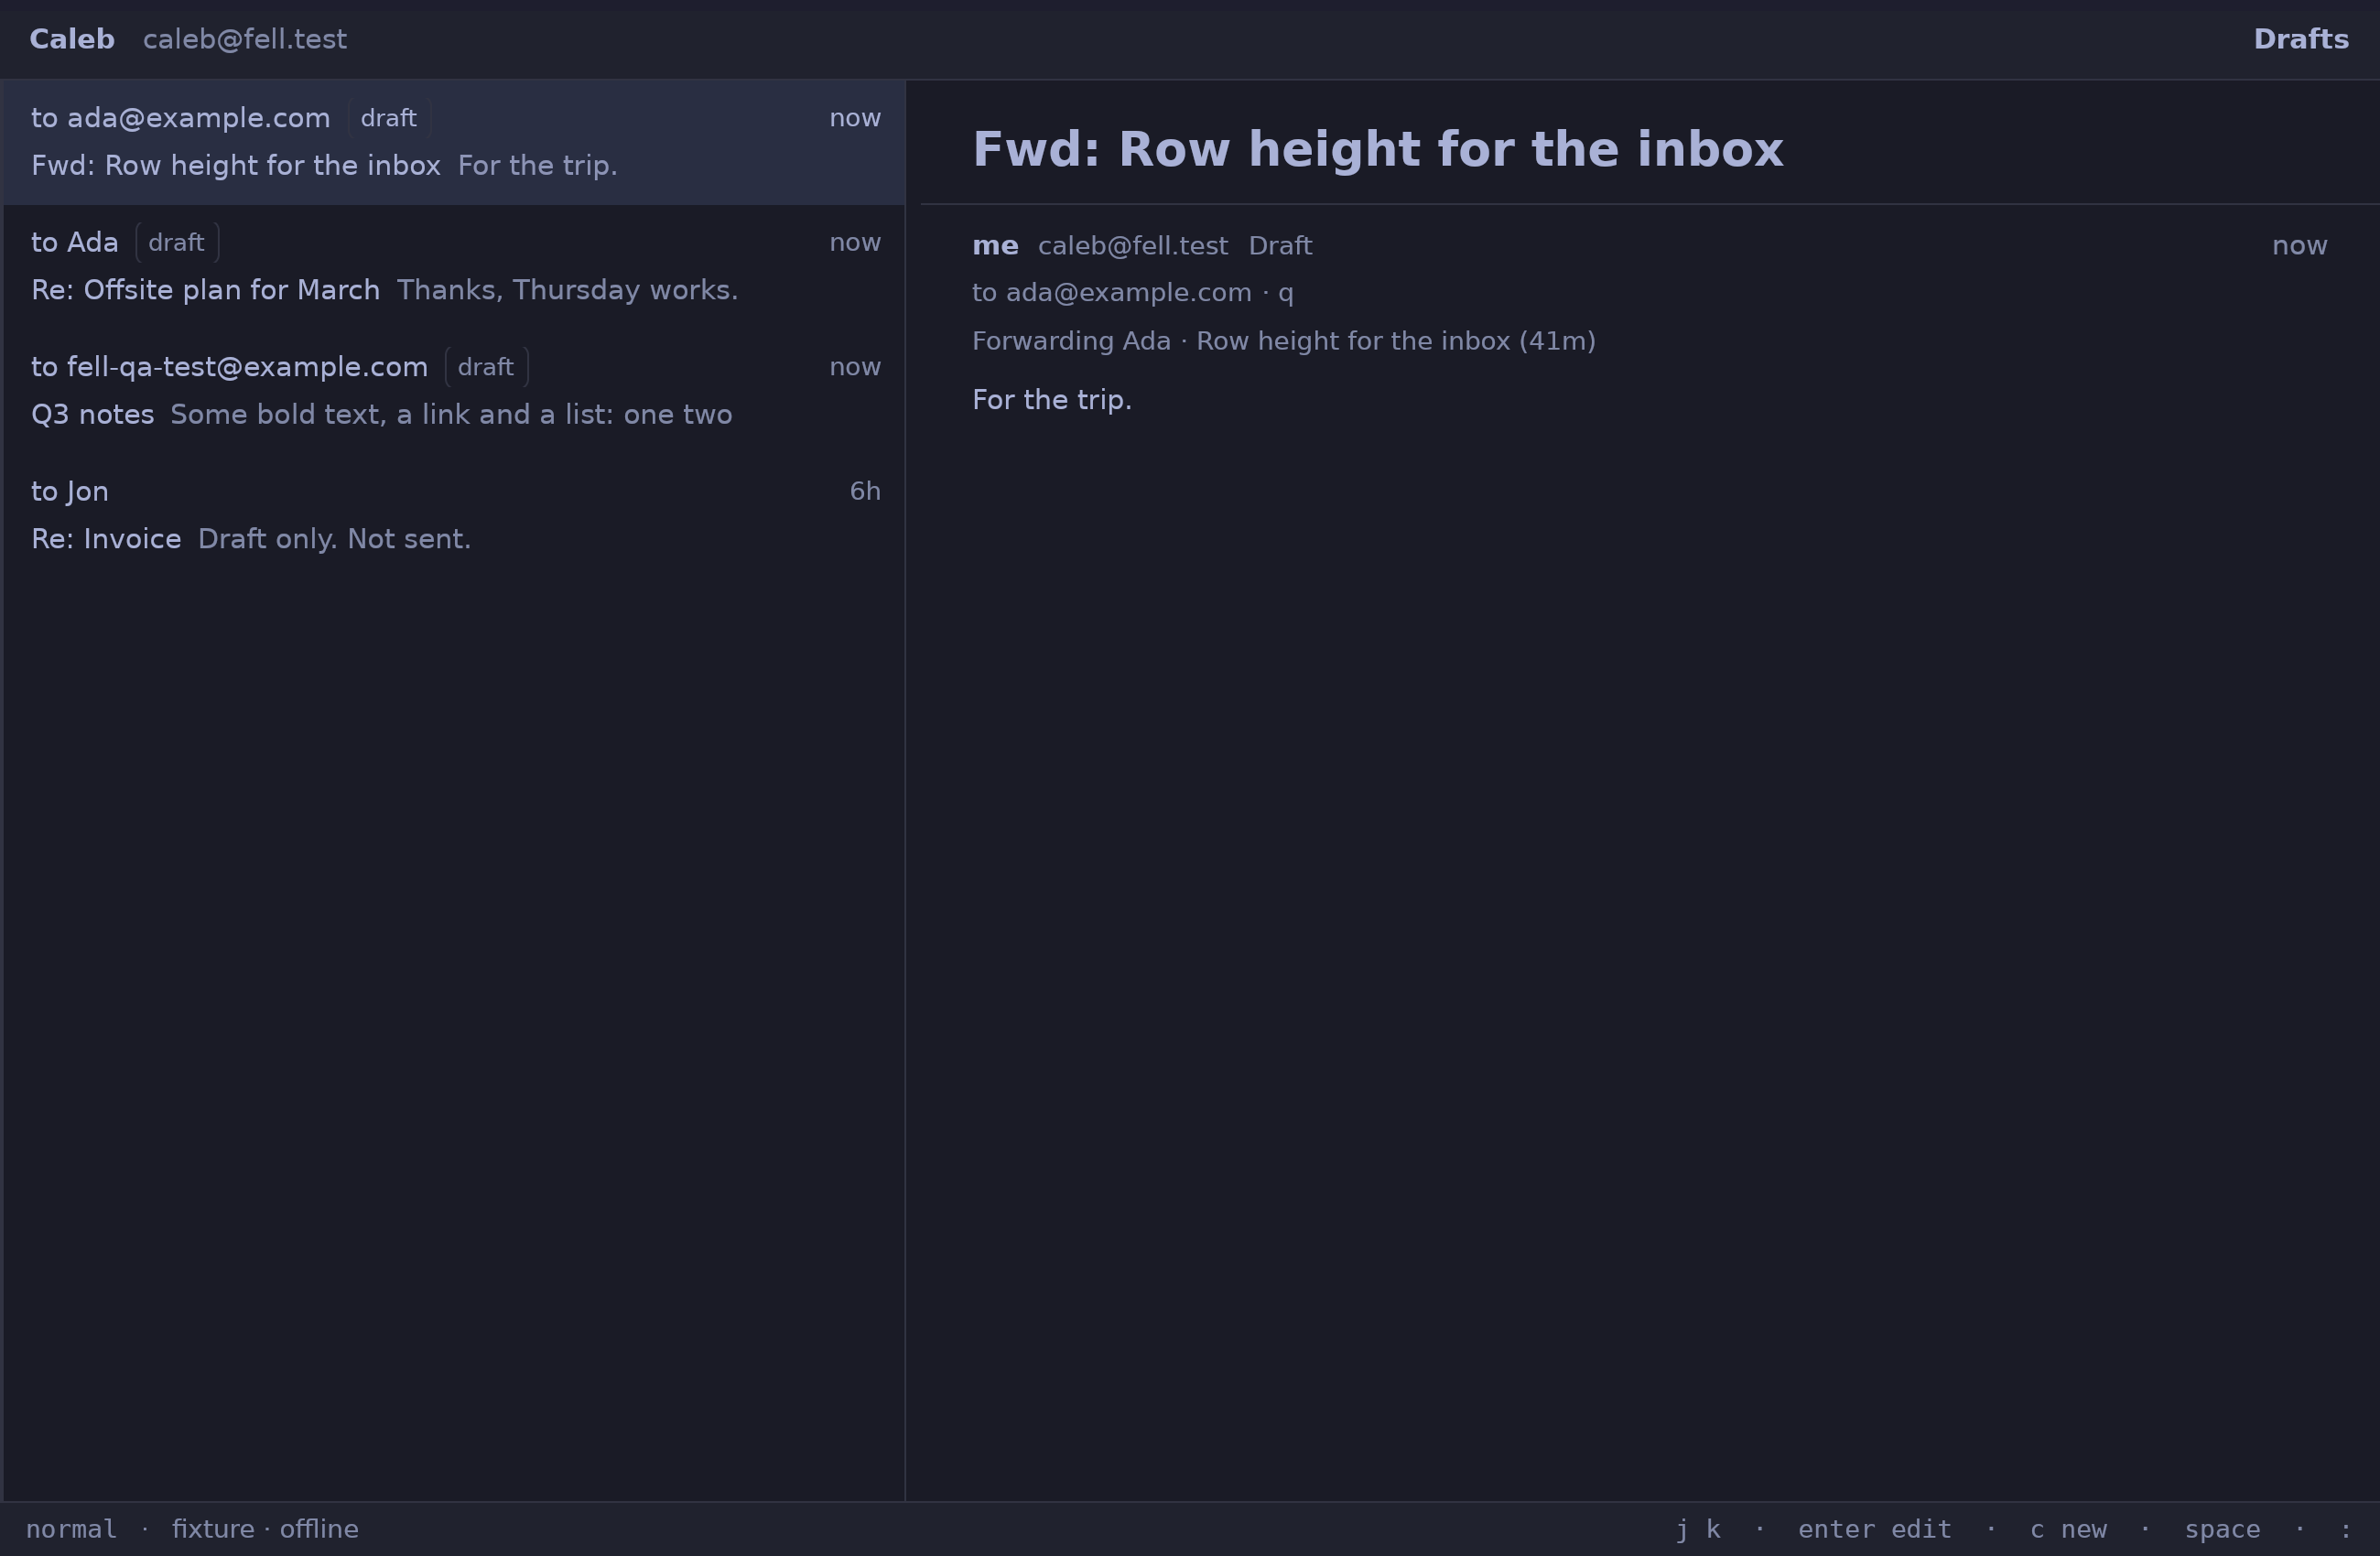 Caleb caleb@fell.test Drafts
to ada@example.com draft now
Fwd: Row height for the inbox For the trip.
to Ada draft now
Re: Offsite plan for March Thanks, Thursday works.
to fell-qa-test@example.com draft now
Q3 notes Some bold text, a link and a list: one two
to Jon 6h
Re: Invoice Draft only. Not sent.
Fwd: Row height for the inbox
me caleb@fell.test Draft now
to ada@example.com · q
Forwarding Ada · Row height for the inbox (41m)
For the trip.
normal · fixture · offline j k · enter edit · c new · space · :